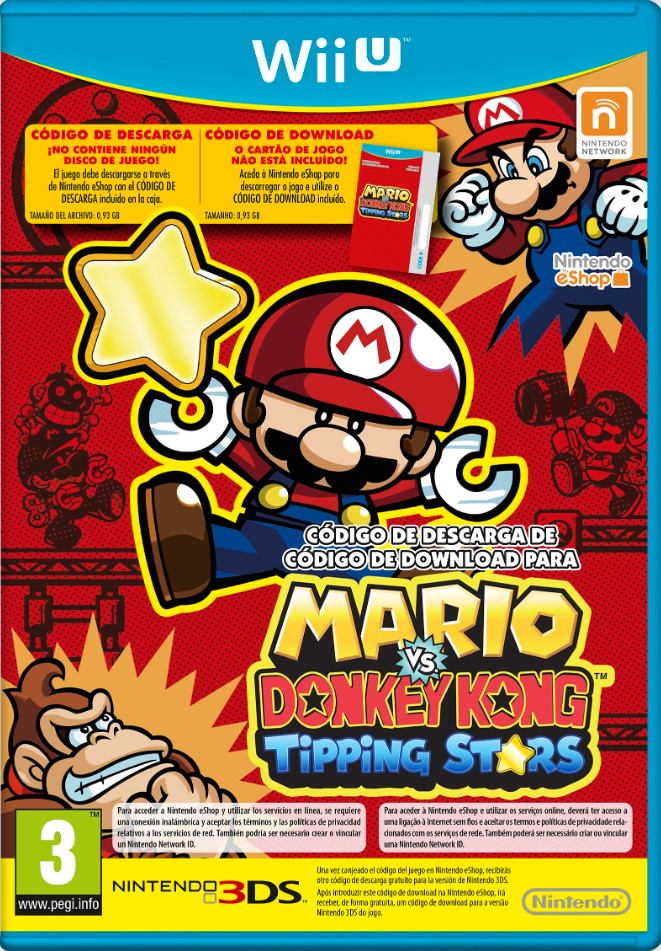 WiiU™
CÓDIGO DE DESCARGA
¡NO CONTIENE NINGÚN
DISCO DE JUEGO!
El juego debe descargarse a través
de Nintendo eShop con el CÓDIGO DE
DESCARGA incluido en la caja.
TAMAÑO DEL ARCHIVO: 0,93 GB
CÓDIGO DE DOWNLOAD
O CARTÃO DE JOGO
NÃO ESTÁ INCLUÍDO!
Aceda à Nintendo eShop para
descarregar o jogo e utilize o
CÓDIGO DE DOWNLOAD incluído.
TAMANHO: 0,93 GB
WiiU
MARIO
VS.
DONKEY KONG
TIPPING STARS
M
NINTENDO
NETWORK
Nintendo
eShop
M
CÓDIGO DE DESCARGA DE
CÓDIGO DE DOWNLOAD PARA
MARIO
VS.
DONKEY KONG™
TiPPiNG STARS
Para acceder a Nintendo eShop y utilizar los servicios en línea, se requiere
una conexión inalámbrica y aceptar los términos y las políticas de privacidad
relativos a los servicios de red. También podría ser necesario crear o vincular
un Nintendo Network ID.
Para aceder à Nintendo eShop e utilizar os serviços online, deverá ter acesso a
uma ligação à Internet sem fios e aceitar os termos e políticas de privacidade rela-
cionados com os serviços de rede. Também poderá ser necessário criar ou vincular
uma Nintendo Network ID.
3™
www.pegi.info
NINTENDO 3DS™
Una vez canjeado el código del juego en Nintendo eShop, recibirás
otro código de descarga gratuito para la versión de Nintendo 3DS.
Após introduzir este código de download na Nintendo eShop, irá
receber, de forma gratuita, um código de download para a versão
Nintendo 3DS do jogo.
Nintendo®